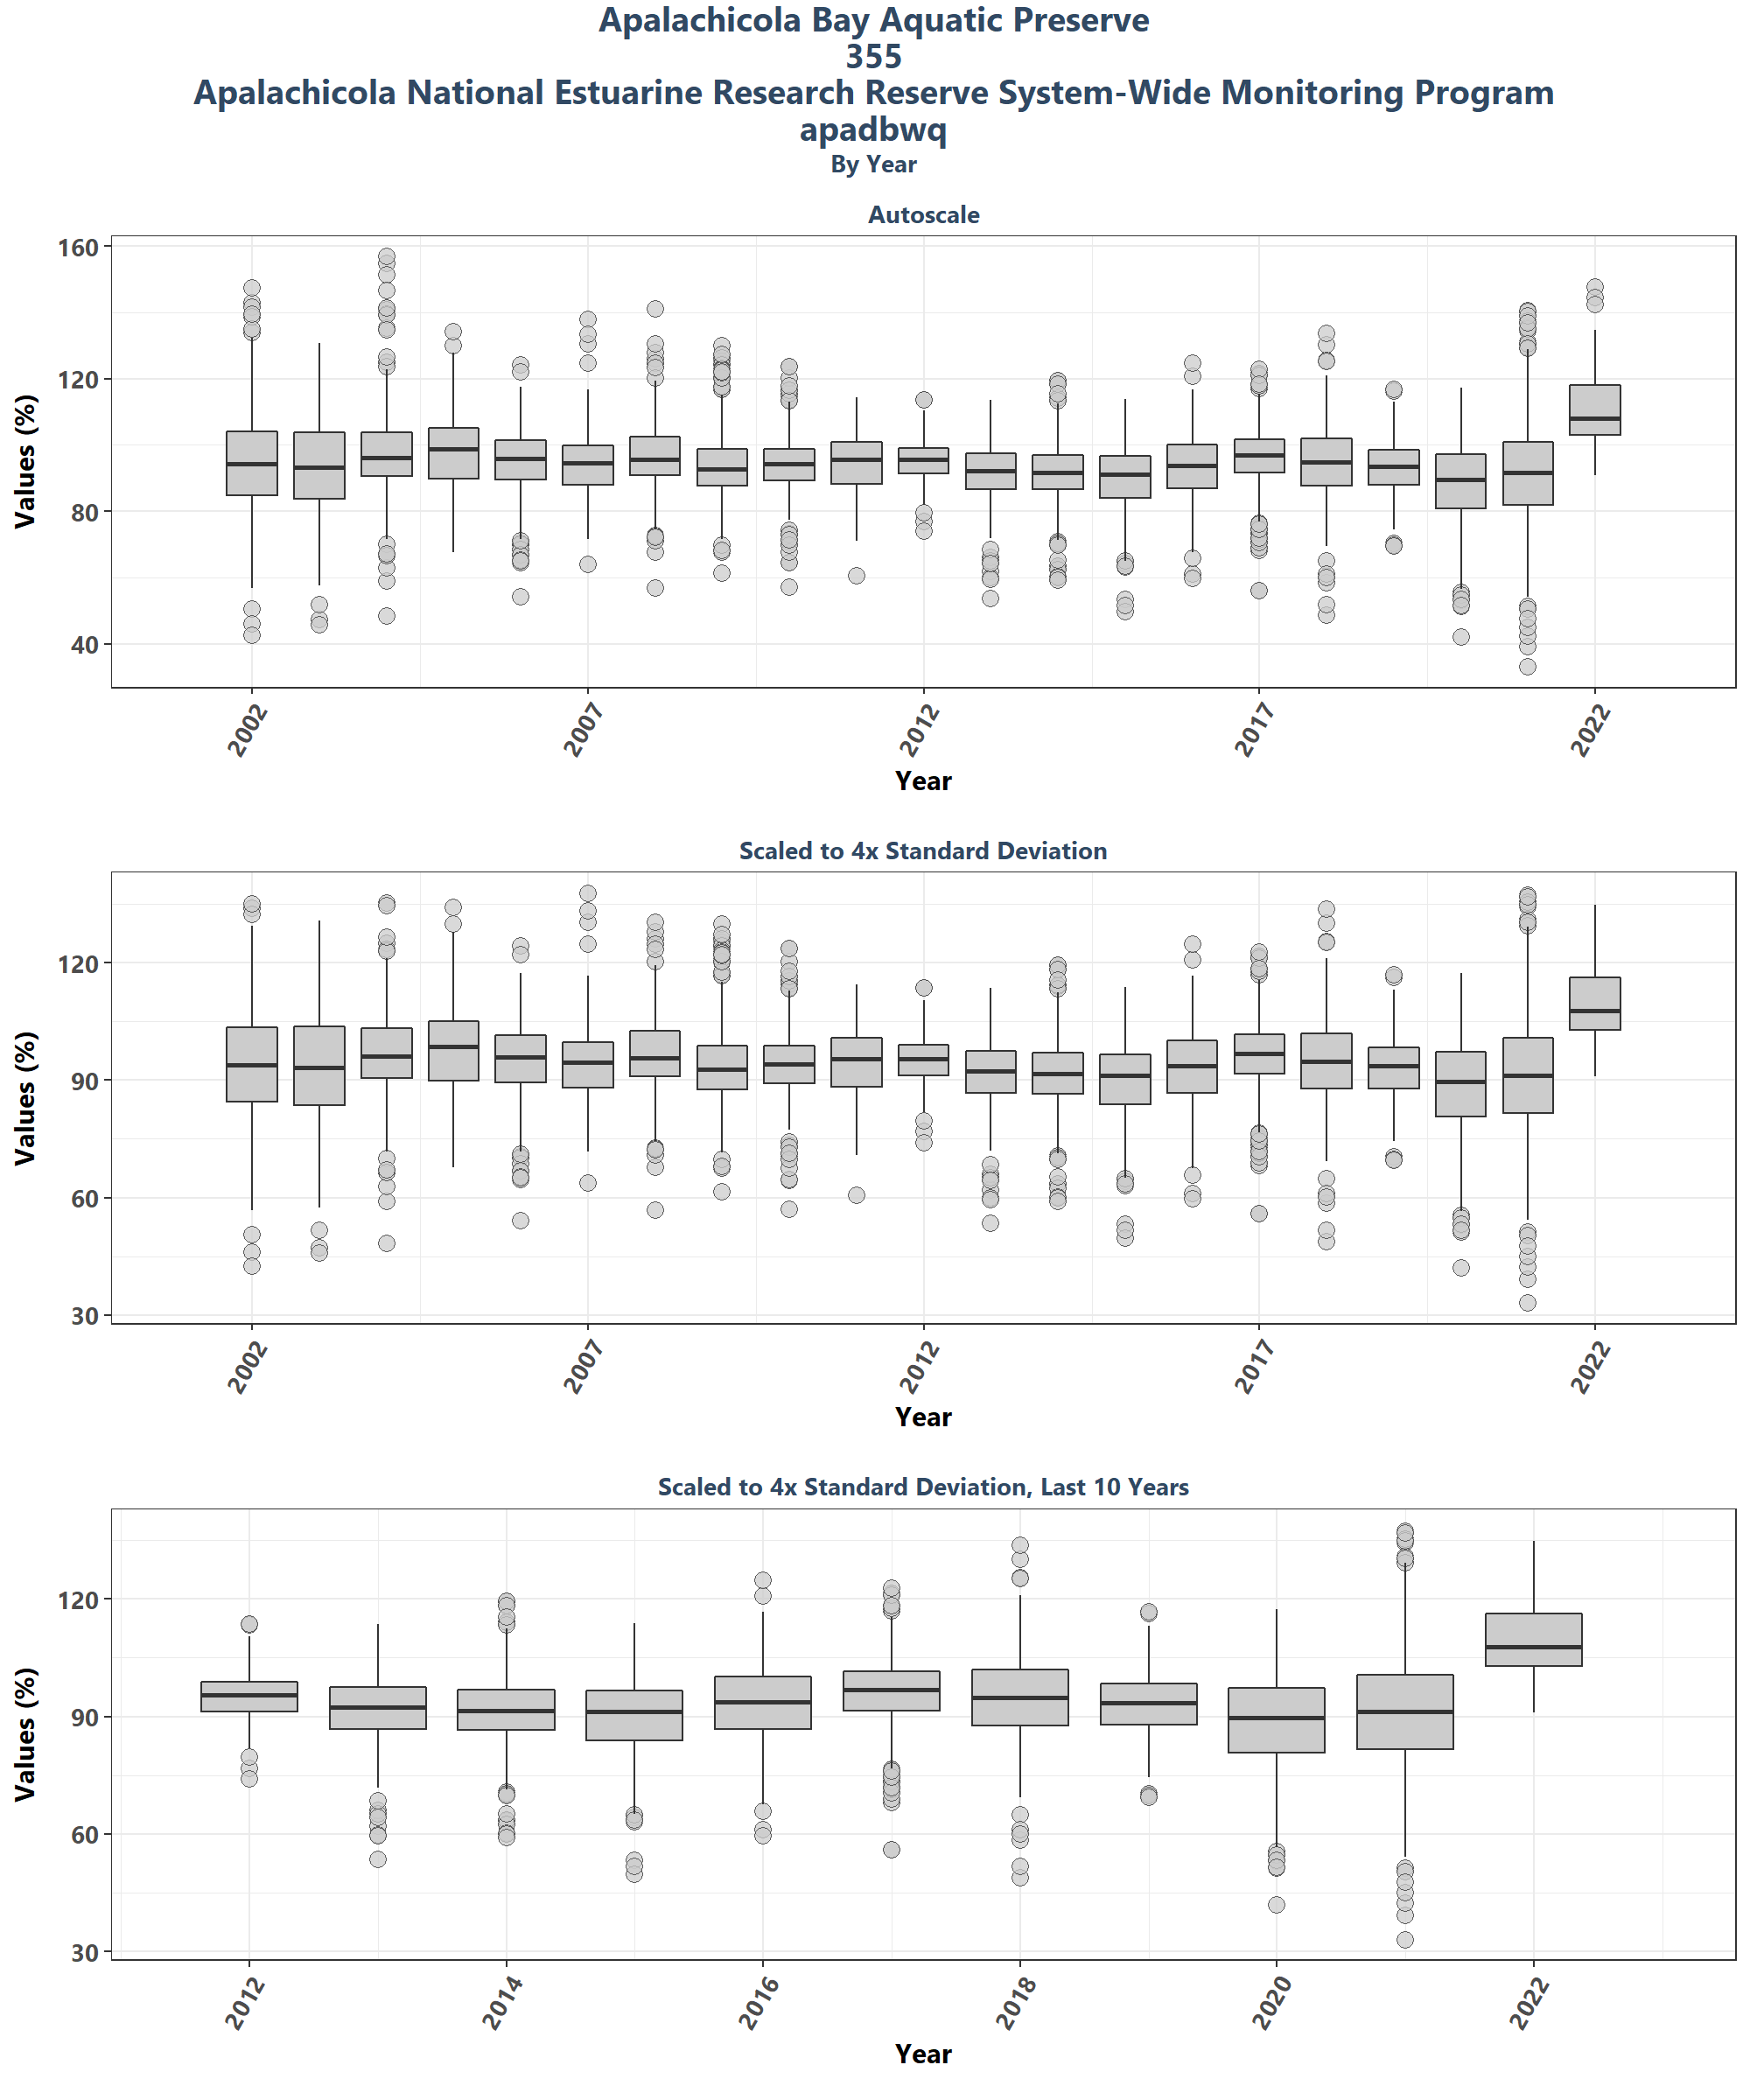 Apalachicola Bay Aquatic Preserve
355
Apalachicola National Estuarine Research Reserve System-Wide Monitoring Program
apadbwq
By Year
Autoscale
Values (%)
160
120
80
40
2002
2007
2012
2017
2022
Year
Scaled to 4x Standard Deviation
Values (%)
120
90
60
30
2002
2007
2012
2017
2022
Year
Scaled to 4x Standard Deviation, Last 10 Years
Values (%)
120
90
60
30
2012
2014
2016
2018
2020
2022
Year